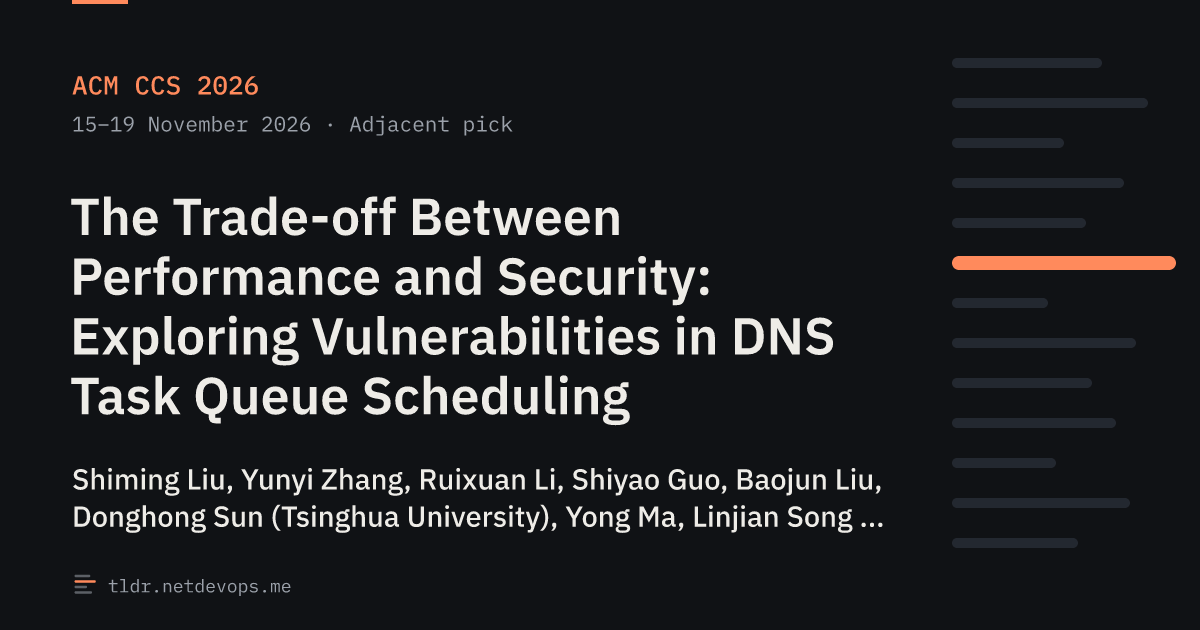 ACM CCS 2026
15–19 November 2026 · Adjacent pick
The Trade-off Between
Performance and Security:
Exploring Vulnerabilities in DNS
Task Queue Scheduling
Shiming Liu, Yunyi Zhang, Ruixuan Li, Shiyao Guo, Baojun Liu,
Donghong Sun (Tsinghua University), Yong Ma, Linjian Song ...
tldr.netdevops.me